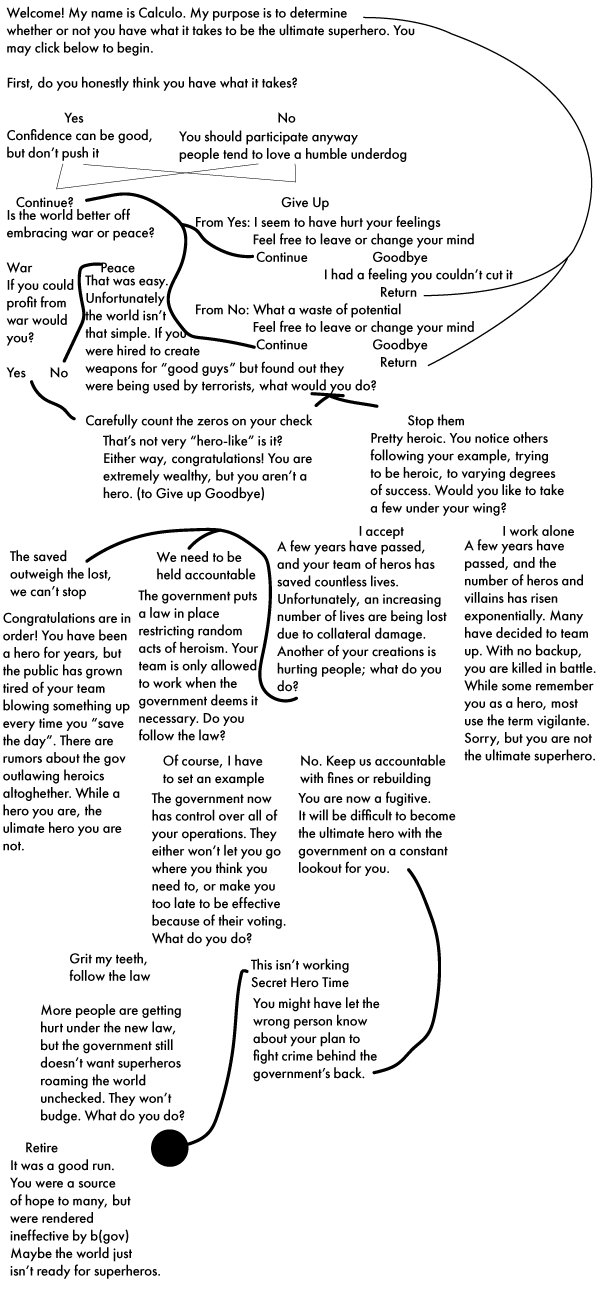 Welcome! My name is Calculo. My purpose is to determine
whether or not you have what it takes to be the ultimate superhero. You
may click below to begin.
First, do you honestly think you have what it takes?
Yes
Confidence can be good,
but don't push it
No
You should participate anyway
people tend to love a humble underdog
Continue?
Is the world better off
embracing war or peace?
Give Up
From Yes: I seem to have hurt your feelings
Feel free to leave or change your mind
Continue
Goodbye
I had a feeling you couldn't cut it
Return
From No: What a waste of potential
Feel free to leave or change your mind
Continue
Goodbye
Return
War
If you could
profit from
war would
you?
Yes
No
Peace
That was easy.
Unfortunately
the world isn't
that simple. If you
were hired to create
weapons for "good guys" but found out they
were being used by terrorists, what would you do?
Carefully count the zeros on your check
That's not very "hero-like" is it?
Either way, congratulations! You are
extremely wealthy, but you aren't a
hero. (to Give up Goodbye)
Stop them
Pretty heroic. You notice others
following your example, trying
to be heroic, to varying degrees
of success. Would you like to take
a few under your wing?
I accept
A few years have passed,
and your team of heros has
saved countless lives.
Unfortunately, an increasing
number of lives are being lost
due to collateral damage.
Another of your creations is
hurting people; what do you
do?
I work alone
A few years have
passed, and the
number of heros and
villains has risen
exponentially. Many
have decided to team
up. With no backup,
you are killed in battle.
While some remember
you as a hero, most
use the term vigilante.
Sorry, but you are not
the ultimate superhero.
The saved
outweigh the lost,
we can't stop
Congratulations are in
order! You have been
a hero for years, but
the public has grown
tired of your team
blowing something up
every time you "save
the day". There are
rumors about the gov
outlawing heroics
altoghether. While a
hero you are, the
ulimate hero you are
not.
We need to be
held accountable
The government puts
a law in place
restricting random
acts of heroism. Your
team is only allowed
to work when the
government deems it
necessary. Do you
follow the law?
Of course, I have
to set an example
The government now
has control over all of
your operations. They
either won't let you go
where you think you
need to, or make you
too late to be effective
because of their voting.
What do you do?
No. Keep us accountable
with fines or rebuilding
You are now a fugitive.
It will be difficult to become
the ultimate hero with the
government on a constant
lookout for you.
Grit my teeth,
follow the law
More people are getting
hurt under the new law,
but the government still
doesn't want superheros
roaming the world
unchecked. They won't
budge. What do you do?
This isn't working
Secret Hero Time
You might have let the
wrong person know
about your plan to
fight crime behind the
government's back.
Retire
It was a good run.
You were a source
of hope to many, but
were rendered
ineffective by b(gov)
Maybe the world just
isn't ready for superheros.